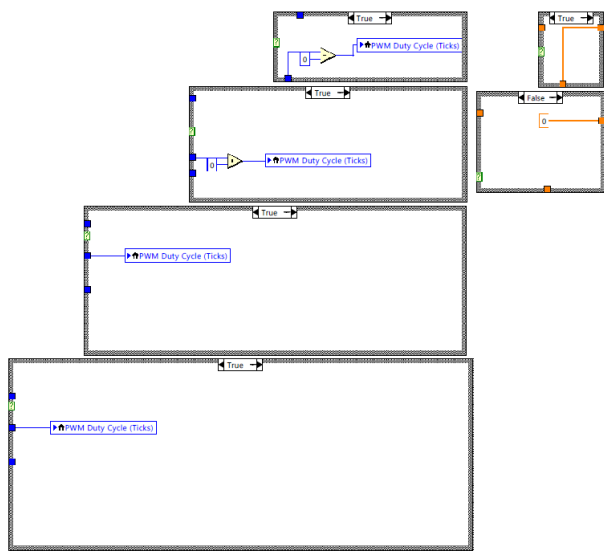 True
True
?
?
0
−
PWM Duty Cycle (Ticks)
True
False
?
0
0
PWM Duty Cycle (Ticks)
?
True
?
PWM Duty Cycle (Ticks)
True
?
PWM Duty Cycle (Ticks)